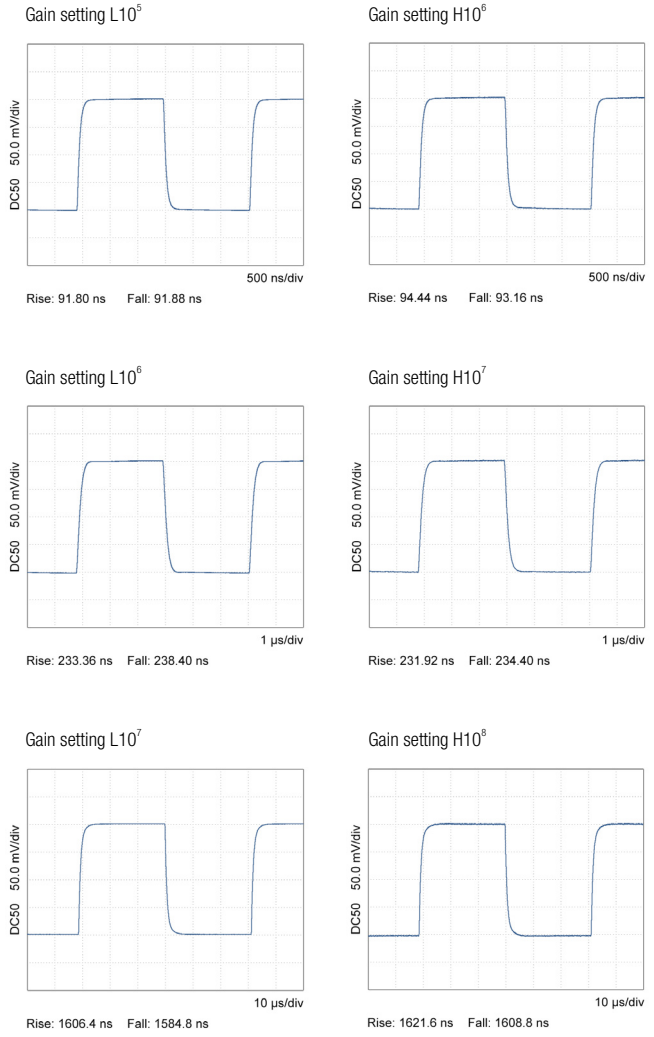 Gain setting L10⁵
DC50 50.0 mV/div
500 ns/div
Rise: 91.80 ns Fall: 91.88 ns
Gain setting H10⁶
DC50 50.0 mV/div
500 ns/div
Rise: 94.44 ns Fall: 93.16 ns
Gain setting L10⁶
DC50 50.0 mV/div
1 µs/div
Rise: 233.36 ns Fall: 238.40 ns
Gain setting H10⁷
DC50 50.0 mV/div
1 µs/div
Rise: 231.92 ns Fall: 234.40 ns
Gain setting L10⁷
DC50 50.0 mV/div
10 µs/div
Rise: 1606.4 ns Fall: 1584.8 ns
Gain setting H10⁸
DC50 50.0 mV/div
10 µs/div
Rise: 1621.6 ns Fall: 1608.8 ns